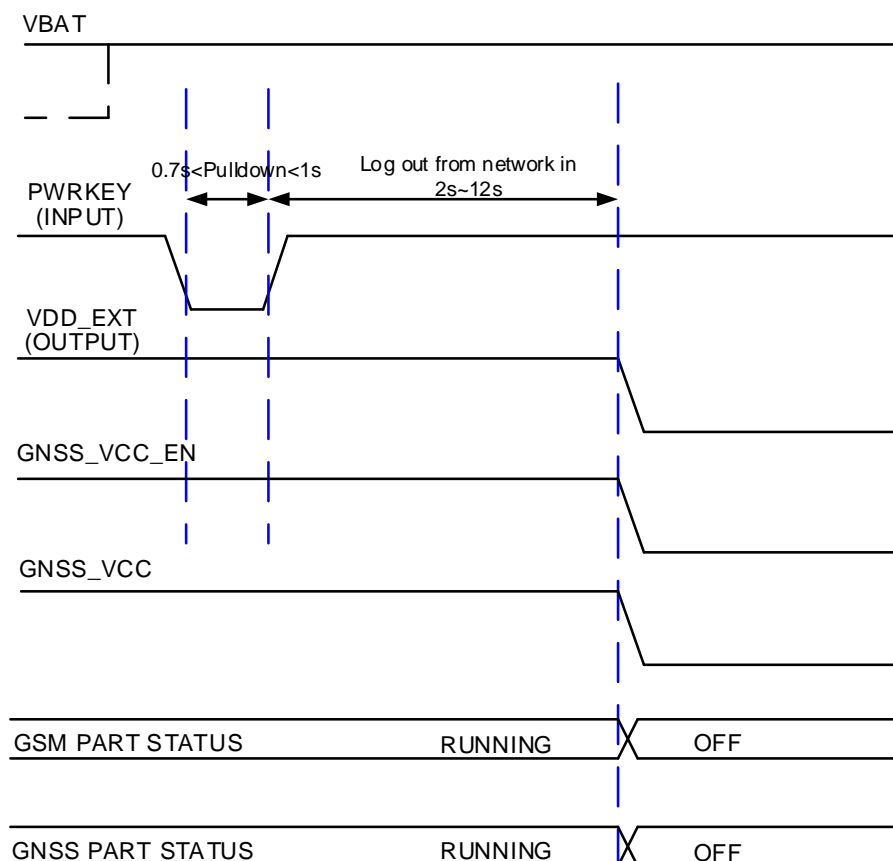 VBAT
0.7s<Pulldown<1s
Log out from network in
2s~12s
PWRKEY
(INPUT)
VDD_EXT
(OUTPUT)
GNSS_VCC_EN
GNSS_VCC
GSM PART STATUS RUNNING OFF
GNSS PART STATUS RUNNING OFF